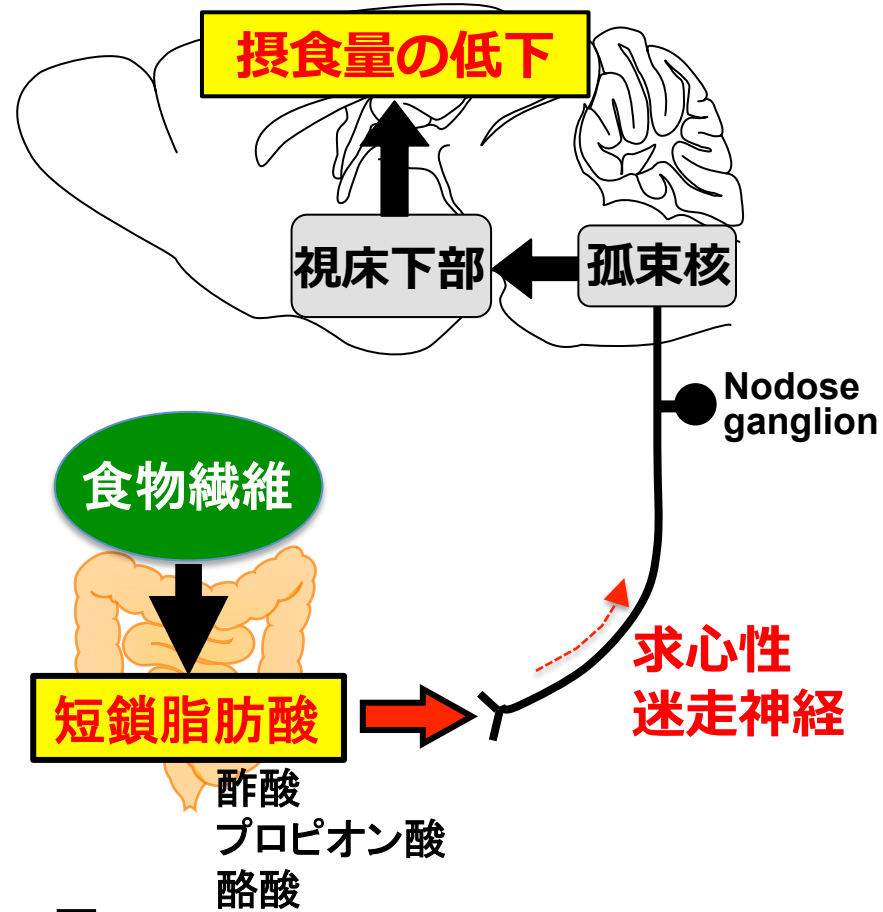 摂食量の低下
視床下部
孤束核
Nodose
ganglion
食物繊維
求心性
迷走神経
短鎖脂肪酸
酢酸
プロピオン酸
酪酸